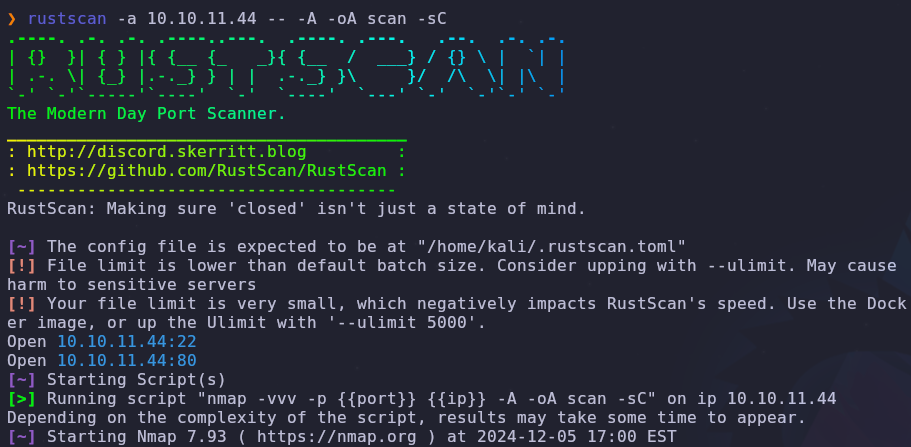 ❯ rustscan -a 10.10.11.44 -- -A -oA scan -sC
.----. .-. .-. .----..---.  .----. .---.   .--.  .-. .-.
| {}  }| { } |{ {__ {_   _}{ {__  /  ___} / {} \ |  `| |
| .-. \| {_} |.-._} } | |  .-._} }\     }/  /\  \| |\  |
`-' `-'`-----'`----'  `-'  `----'  `---' `-'  `-'`-' `-'
The Modern Day Port Scanner.
________________________________________
: http://discord.skerritt.blog         :
: https://github.com/RustScan/RustScan :
 --------------------------------------
RustScan: Making sure 'closed' isn't just a state of mind.
[~] The config file is expected to be at "/home/kali/.rustscan.toml"
[!] File limit is lower than default batch size. Consider upping with --ulimit. May cause
harm to sensitive servers
[!] Your file limit is very small, which negatively impacts RustScan's speed. Use the Dock
er image, or up the Ulimit with '--ulimit 5000'.
Open 10.10.11.44:22
Open 10.10.11.44:80
[~] Starting Script(s)
[>] Running script "nmap -vvv -p {{port}} {{ip}} -A -oA scan -sC" on ip 10.10.11.44
Depending on the complexity of the script, results may take some time to appear.
[~] Starting Nmap 7.93 ( https://nmap.org ) at 2024-12-05 17:00 EST